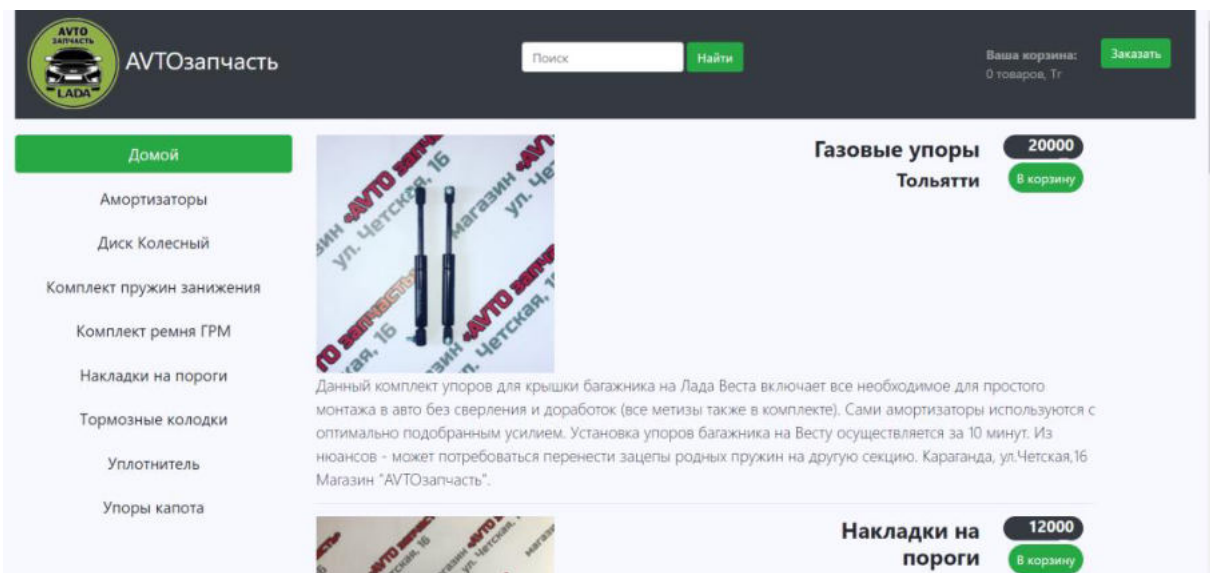 АВТО
ЗАПЧАСТЬ
LADA
AVTOзапчасть
Поиск
Найти
Ваша корзина:
0 товаров, Тг
Заказать
Домой
Амортизаторы
Диск Колесный
Комплект пружин занижения
Комплект ремня ГРМ
Накладки на пороги
Тормозные колодки
Уплотнитель
Упоры капота
магазин «AVTO запчасть»
ул. Четская, 16
Газовые упоры
Тольятти
20000
В корзину
Данный комплект упоров для крышки багажника на Лада Веста включает все необходимое для простого
монтажа в авто без сверления и доработок (все метизы также в комплекте). Сами амортизаторы используются с
оптимально подобранным усилием. Установка упоров багажника на Весту осуществляется за 10 минут. Из
нюансов - может потребоваться перенести зацепы родных пружин на другую секцию. Караганда, ул.Четская,16
Магазин "AVTOзапчасть".
Накладки на
пороги
12000
В корзину